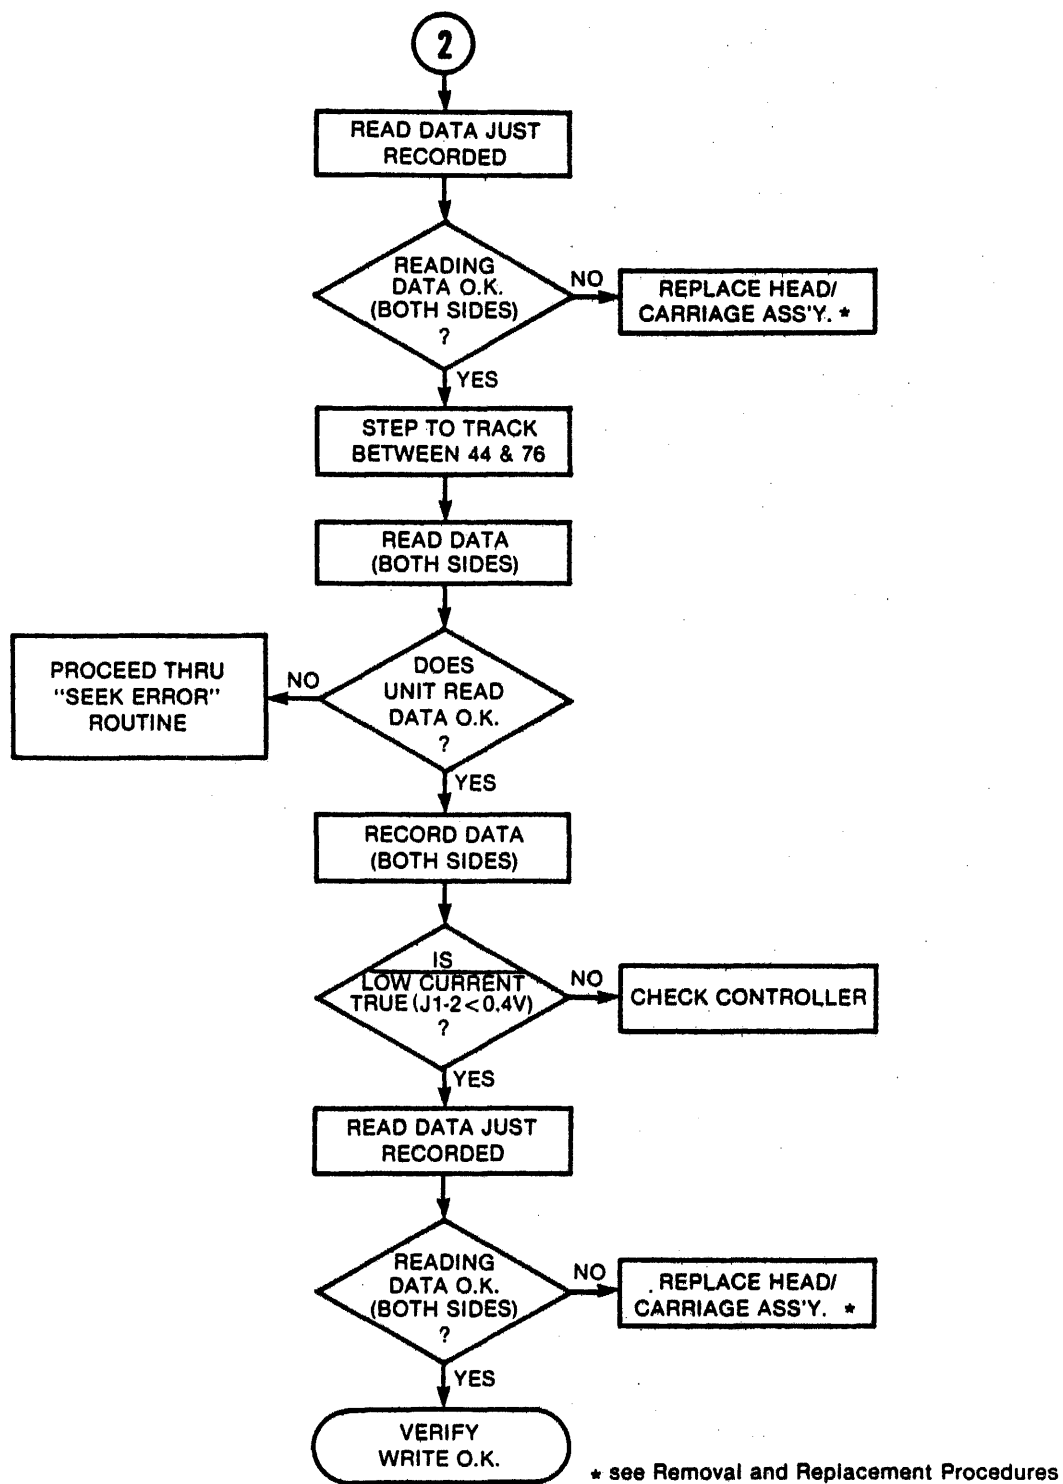 2
READ DATA JUST
RECORDED
READING
DATA O.K.
(BOTH SIDES)
?
NO
REPLACE HEAD/
CARRIAGE ASS'Y. *
YES
STEP TO TRACK
BETWEEN 44 & 76
READ DATA
(BOTH SIDES)
DOES
UNIT READ
DATA O.K.
?
NO
PROCEED THRU
"SEEK ERROR"
ROUTINE
YES
RECORD DATA
(BOTH SIDES)
IS
LOW CURRENT
TRUE (J1-2<0.4V)
?
NO
CHECK CONTROLLER
YES
READ DATA JUST
RECORDED
READING
DATA O.K.
(BOTH SIDES)
?
NO
REPLACE HEAD/
CARRIAGE ASS'Y. *
YES
VERIFY
WRITE O.K.
* see Removal and Replacement Procedures